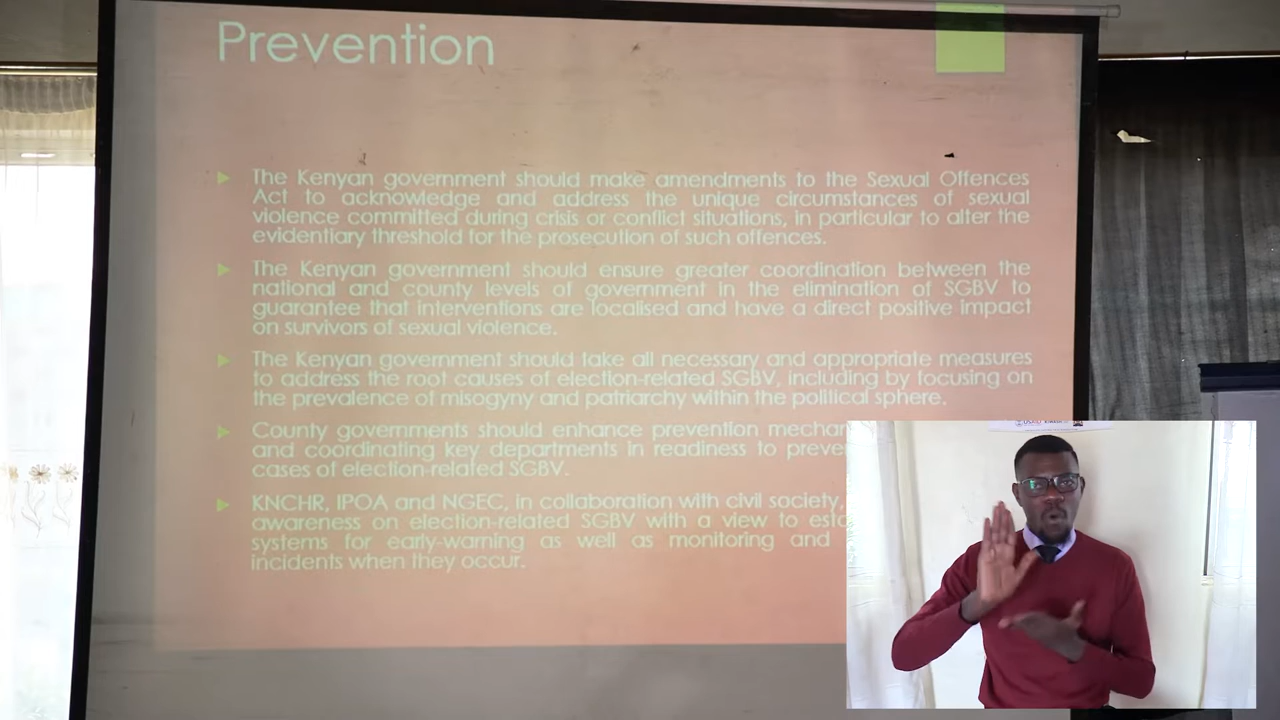 Prevention
The Kenyan government should make amendments to the Sexual Offences
Act to acknowledge and address the unique circumstances of sexual
violence committed during crisis or conflict situations, in particular to alter the
evidentiary threshold for the prosecution of such offences.
The Kenyan government should ensure greater coordination between the
national and county levels of government in the elimination of SGBV to
guarantee that interventions are localised and have a direct positive impact
on survivors of sexual violence.
The Kenyan government should take all necessary and appropriate measures
to address the root causes of election-related SGBV, including by focusing on
the prevalence of misogyny and patriarchy within the political sphere.
County governments should enhance prevention
and coordinating key departments in readiness to
cases of election-related SGBV.
KNCHR, IPOA and NGEC, in collaboration with civil society,
awareness on election-related SGBV with a view to
systems for early-warning as well as monitoring and
incidents when they occur.